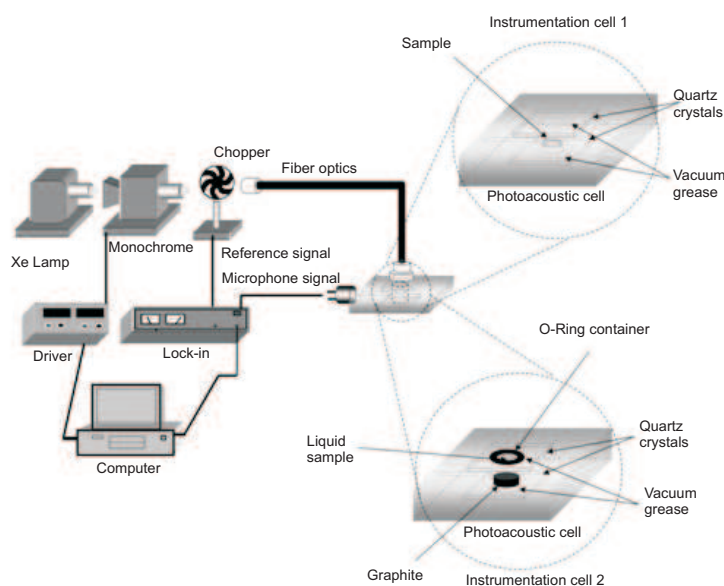 Instrumentation cell 1
Sample
Quartz
crystals
Vacuum
grease
Photoacoustic cell
Chopper
Fiber optics
Monochrome
Xe Lamp
Reference signal
Microphone signal
Driver
Lock-in
Computer
O-Ring container
Liquid
sample
Quartz
crystals
Vacuum
grease
Photoacoustic cell
Graphite
Instrumentation cell 2